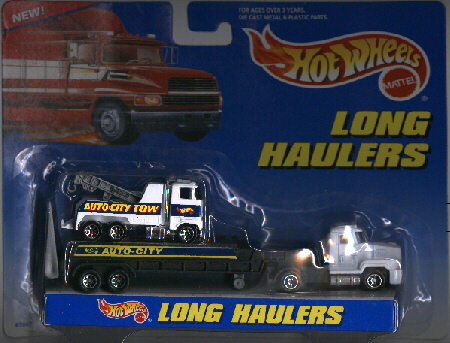 NEW!
FOR AGES OVER 3 YEARS.
DIE CAST METAL & PLASTIC PARTS.
Hot Wheels
MATTEL
LONG
HAULERS
AUTO-CITY TOW
AUTO-CITY
Hot Wheels
LONG HAULERS